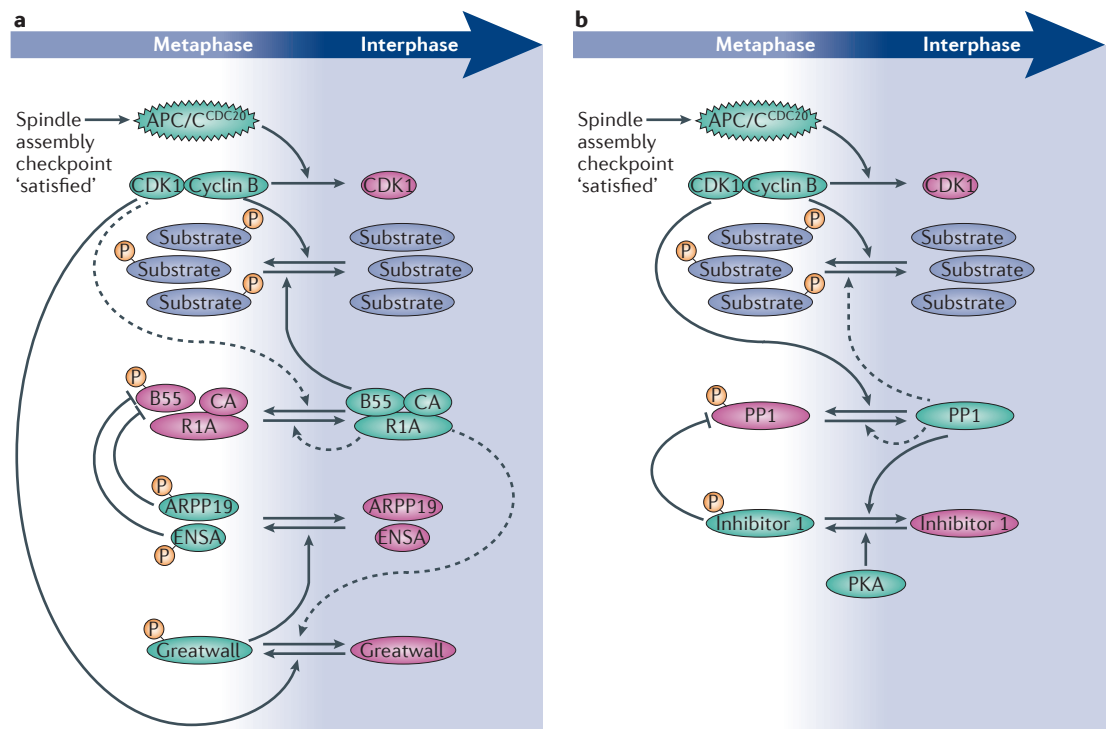 a
Metaphase Interphase
Spindle
assembly
checkpoint
'satisfied'
APC/C^CDC20
CDK1 Cyclin B CDK1
P
Substrate Substrate
P
Substrate Substrate
P
Substrate Substrate
P
B55 CA B55 CA
R1A R1A
P
ARPP19 ARPP19
ENSA ENSA
P
P
Greatwall Greatwall
b
Metaphase Interphase
Spindle
assembly
checkpoint
'satisfied'
APC/C^CDC20
CDK1 Cyclin B CDK1
P
Substrate Substrate
P
Substrate Substrate
P
Substrate Substrate
P
PP1 PP1
P
Inhibitor 1 Inhibitor 1
PKA